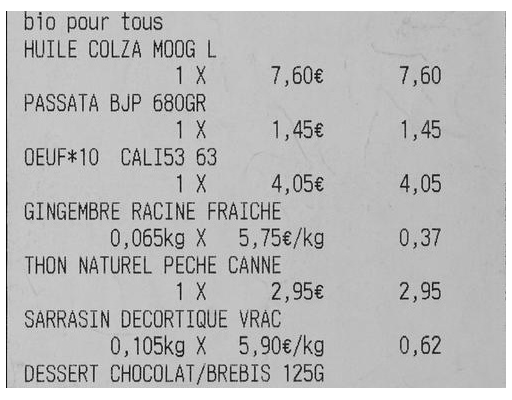 bio pour tous
HUILE COLZA MOOG L
1 X 7,60€ 7,60
PASSATA BJP 680GR
1 X 1,45€ 1,45
OEUF*10 CALI53 63
1 X 4,05€ 4,05
GINGEMBRE RACINE FRAICHE
0,065kg X 5,75€/kg 0,37
THON NATUREL PECHE CANNE
1 X 2,95€ 2,95
SARRASIN DECORTIQUE VRAC
0,105kg X 5,90€/kg 0,62
DESSERT CHOCOLAT/BREBIS 125G